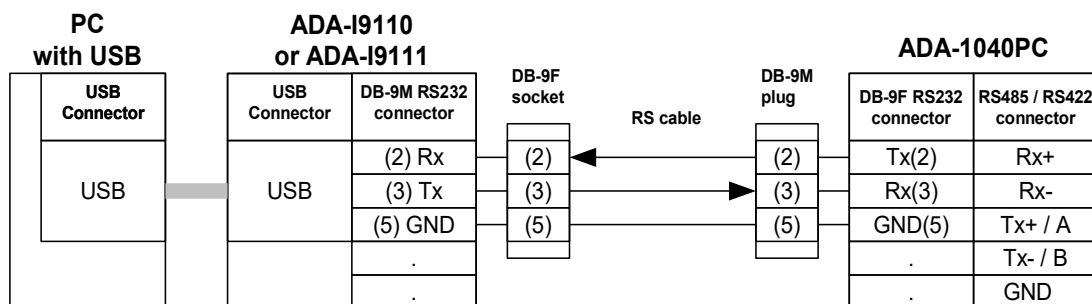 PC
with USB
ADA-I9110
or ADA-I9111
ADA-1040PC
USB
Connector
USB
Connector
DB-9M RS232
connector
DB-9F
socket
RS cable
DB-9M
plug
DB-9F RS232
connector
RS485 / RS422
connector
USB
USB
(2) Rx
(2)
(2)
Tx(2)
Rx+
(3) Tx
(3)
(3)
Rx(3)
Rx-
(5) GND
(5)
(5)
GND(5)
Tx+ / A
.
.
Tx- / B
.
.
GND